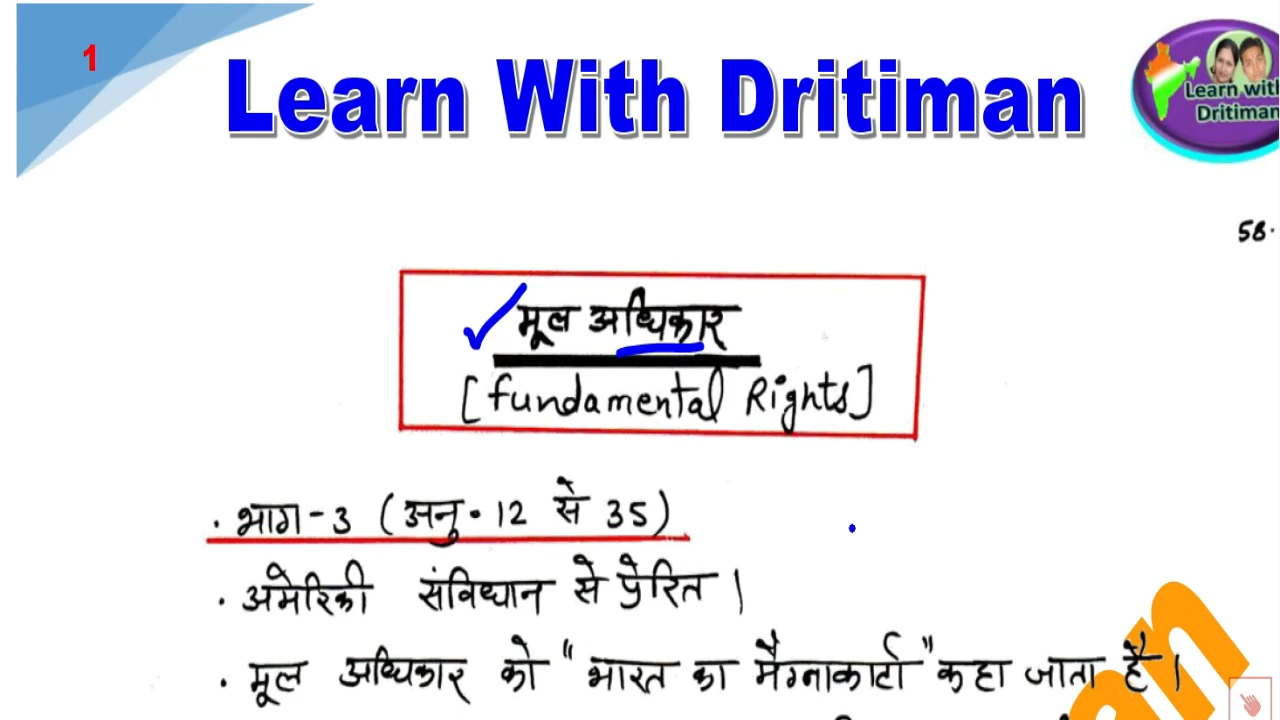 1
Learn With Dritiman
Learn with
Dritiman
58.
मूल अधिकार
[Fundamental Rights]
· भाग-3 (अनु॰ 12 से 35)
· अमेरिकी संविधान से प्रेरित।
· मूल अधिकार को "भारत का मैग्नाकार्टा" कहा जाता है।